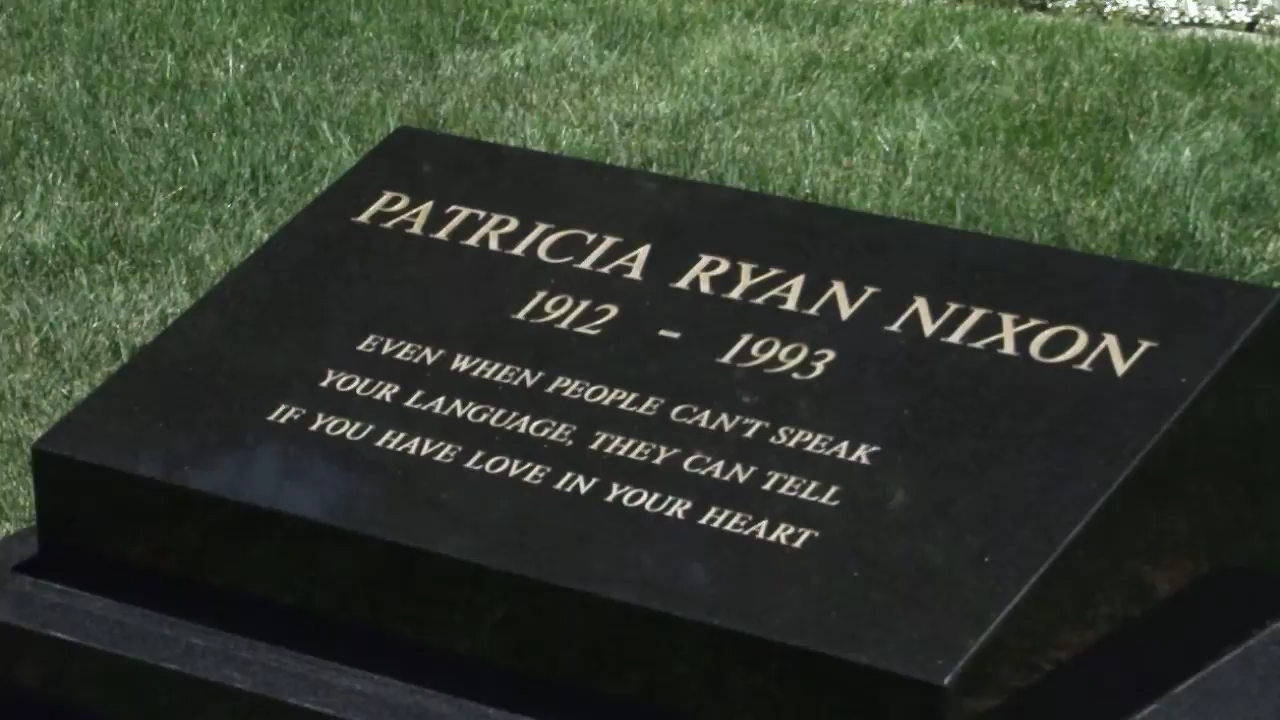 PATRICIA RYAN NIXON
1912 - 1993
EVEN WHEN PEOPLE CAN'T SPEAK
YOUR LANGUAGE, THEY CAN TELL
IF YOU HAVE LOVE IN YOUR HEART